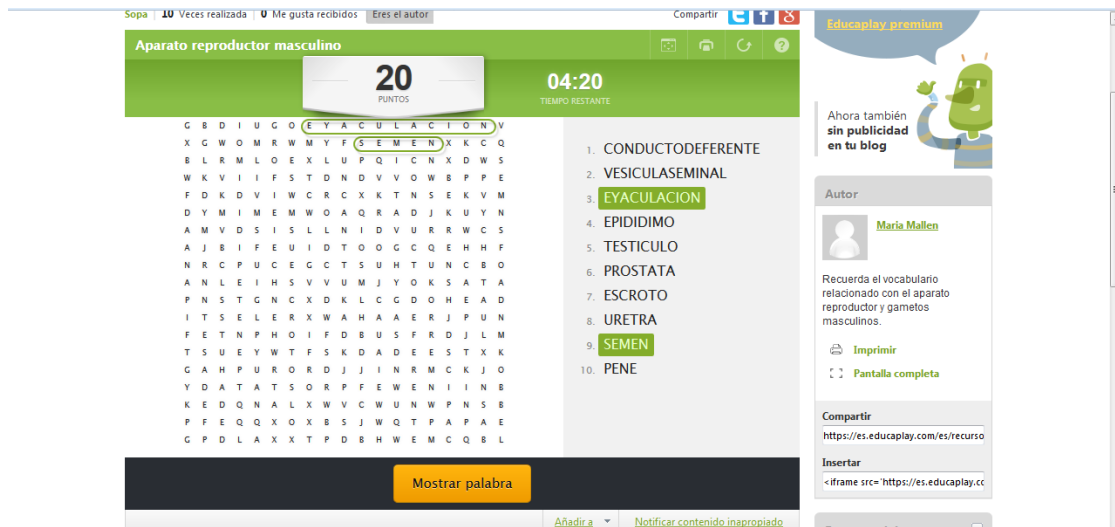 Sopa 10 Veces realizada 0 Me gusta recibidos Eres el autor Compartir
Aparato reproductor masculino
20
PUNTOS
04:20
TIEMPO RESTANTE
G B D I U G O E Y A C U L A C I O N V
X G W O M R W M Y F S E M E N X K C Q
B L R M L O E X L U P Q I C N X D W S
W K V I I F S T D N D V V O W B P P E
F D K D V I W C R C X K T N S E K V M
D Y M I M E M W O A Q R A D J K U Y N
A M V D S I S L L N I D V U R R W C S
A J B I F E U I D T O O G C Q E H H F
N R C P U C E G C T S U H T U N C B O
A N L E I H S V V U M J Y O K S A T A
P N S T G N C X D K L C G D O H E A D
I T S E L E R X W A H A A E R J P U N
F E T N P H O I F D B U S F R D J L M
T S U E Y W T F S K D A D E E S T X K
G A H P U R O R D J J I N R M C K J O
Y D A T A T S O R P F E W E N I I N B
K E D Q N A L X W V C W U N W P N S B
P F E Q Q X O X B S J W Q T P A P A E
G P D L A X X T P D B H W E M C Q B L
1. CONDUCTODEFERENTE
2. VESICULASEMINAL
3. EYACULACION
4. EPIDIDIMO
5. TESTICULO
6. PROSTATA
7. ESCROTO
8. URETRA
9. SEMEN
10. PENE
Mostrar palabra
Añadir a Notificar contenido inapropiado
Educaplay premium
Ahora también
sin publicidad
en tu blog
Autor
Maria Mallen
Recuerda el vocabulario
relacionado con el aparato
reproductor y gametos
masculinos.
Imprimir
Pantalla completa
Compartir
https://es.educaplay.com/es/recurso
Insertar
<iframe src='https://es.educaplay.cc